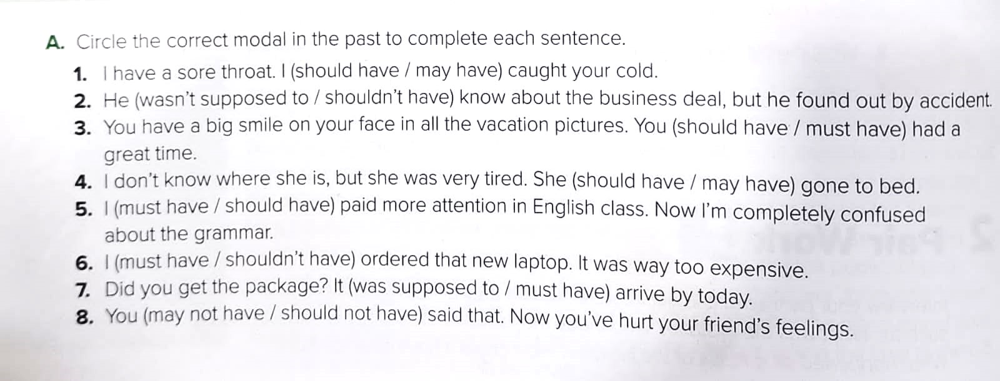 A. Circle the correct modal in the past to complete each sentence.
1. I have a sore throat. I (should have / may have) caught your cold.
2. He (wasn't supposed to / shouldn't have) know about the business deal, but he found out by accident.
3. You have a big smile on your face in all the vacation pictures. You (should have / must have) had a
great time.
4. I don't know where she is, but she was very tired. She (should have / may have) gone to bed.
5. I (must have / should have) paid more attention in English class. Now I'm completely confused
about the grammar.
6. I (must have / shouldn't have) ordered that new laptop. It was way too expensive.
7. Did you get the package? It (was supposed to / must have) arrive by today.
8. You (may not have / should not have) said that. Now you've hurt your friend's feelings.
2 Pair Work